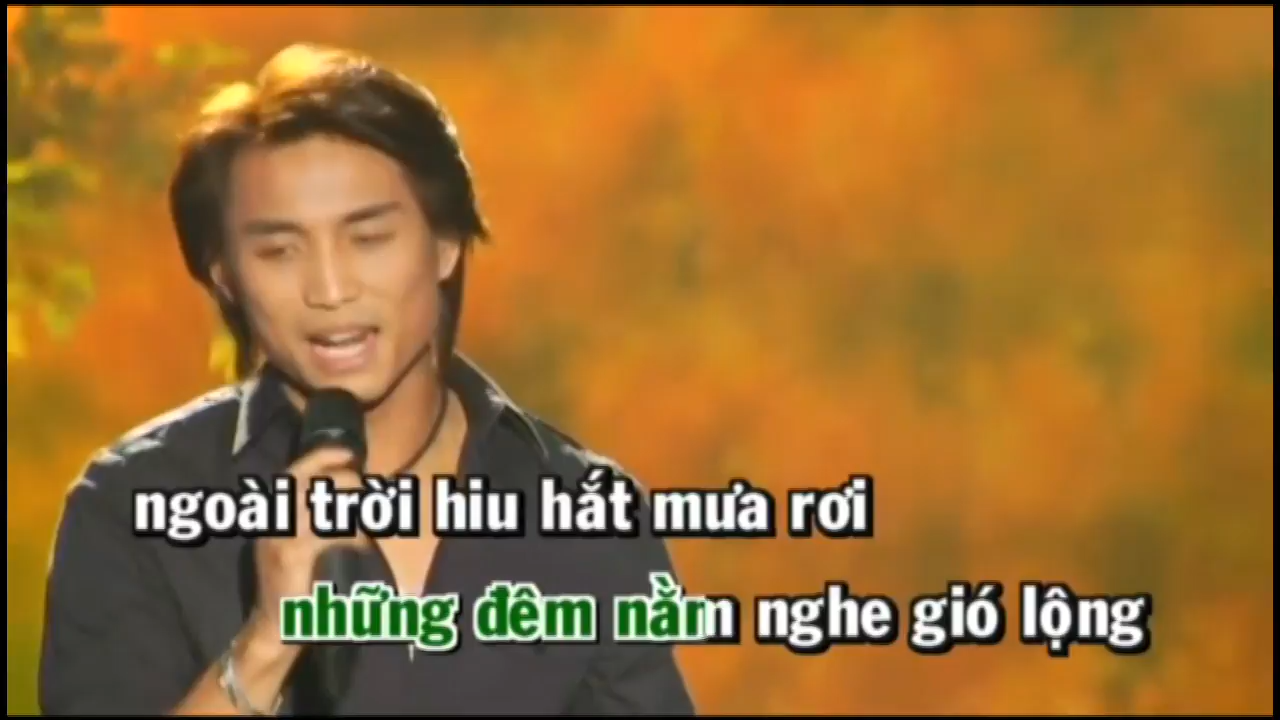 ngoài trời hiu hắt mưa rơi
những đêm nằm nghe gió lộng